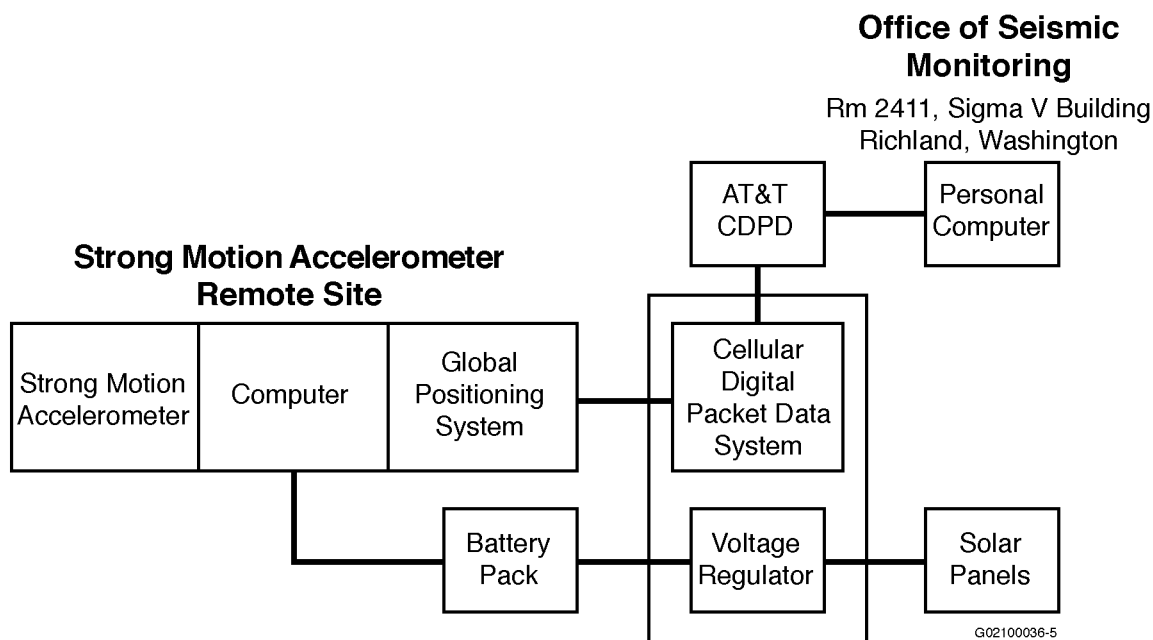 Office of Seismic
Monitoring
Rm 2411, Sigma V Building
Richland, Washington
AT&T
CDPD
Personal
Computer
Strong Motion Accelerometer
Remote Site
Strong Motion
Accelerometer
Computer
Global
Positioning
System
Cellular
Digital
Packet Data
System
Battery
Pack
Voltage
Regulator
Solar
Panels
G02100036-5